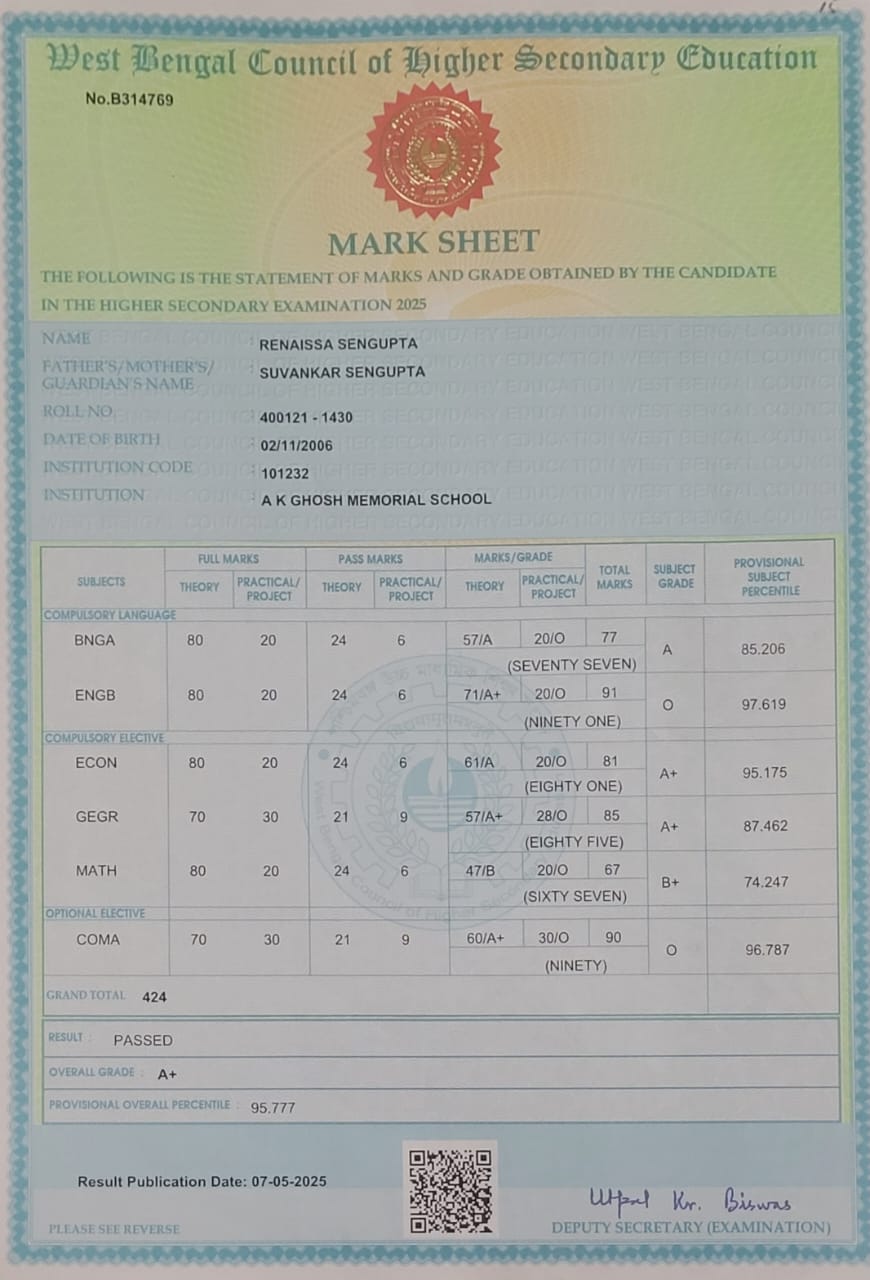 West Bengal Council of Higher Secondary Education
No.B314769
MARK SHEET
THE FOLLOWING IS THE STATEMENT OF MARKS AND GRADE OBTAINED BY THE CANDIDATE
IN THE HIGHER SECONDARY EXAMINATION 2025
NAME : RENAISSA SENGUPTA
FATHER'S/MOTHER'S/ : SUVANKAR SENGUPTA
GUARDIAN'S NAME
ROLL NO. : 400121 - 1430
DATE OF BIRTH : 02/11/2006
INSTITUTION CODE : 101232
INSTITUTION : A K GHOSH MEMORIAL SCHOOL
SUBJECTS FULL MARKS PASS MARKS MARKS/GRADE TOTAL MARKS SUBJECT GRADE PROVISIONAL SUBJECT PERCENTILE
THEORY PRACTICAL/PROJECT THEORY PRACTICAL/PROJECT THEORY PRACTICAL/PROJECT
COMPULSORY LANGUAGE
BNGA 80 20 24 6 57/A 20/O 77 A 85.206
(SEVENTY SEVEN)
ENGB 80 20 24 6 71/A+ 20/O 91 O 97.619
(NINETY ONE)
COMPULSORY ELECTIVE
ECON 80 20 24 6 61/A 20/O 81 A+ 95.175
(EIGHTY ONE)
GEGR 70 30 21 9 57/A+ 28/O 85 A+ 87.462
(EIGHTY FIVE)
MATH 80 20 24 6 47/B 20/O 67 B+ 74.247
(SIXTY SEVEN)
OPTIONAL ELECTIVE
COMA 70 30 21 9 60/A+ 30/O 90 O 96.787
(NINETY)
GRAND TOTAL 424
RESULT : PASSED
OVERALL GRADE : A+
PROVISIONAL OVERALL PERCENTILE : 95.777
Result Publication Date: 07-05-2025
Utpal Kr. Biswas
PLEASE SEE REVERSE
DEPUTY SECRETARY (EXAMINATION)